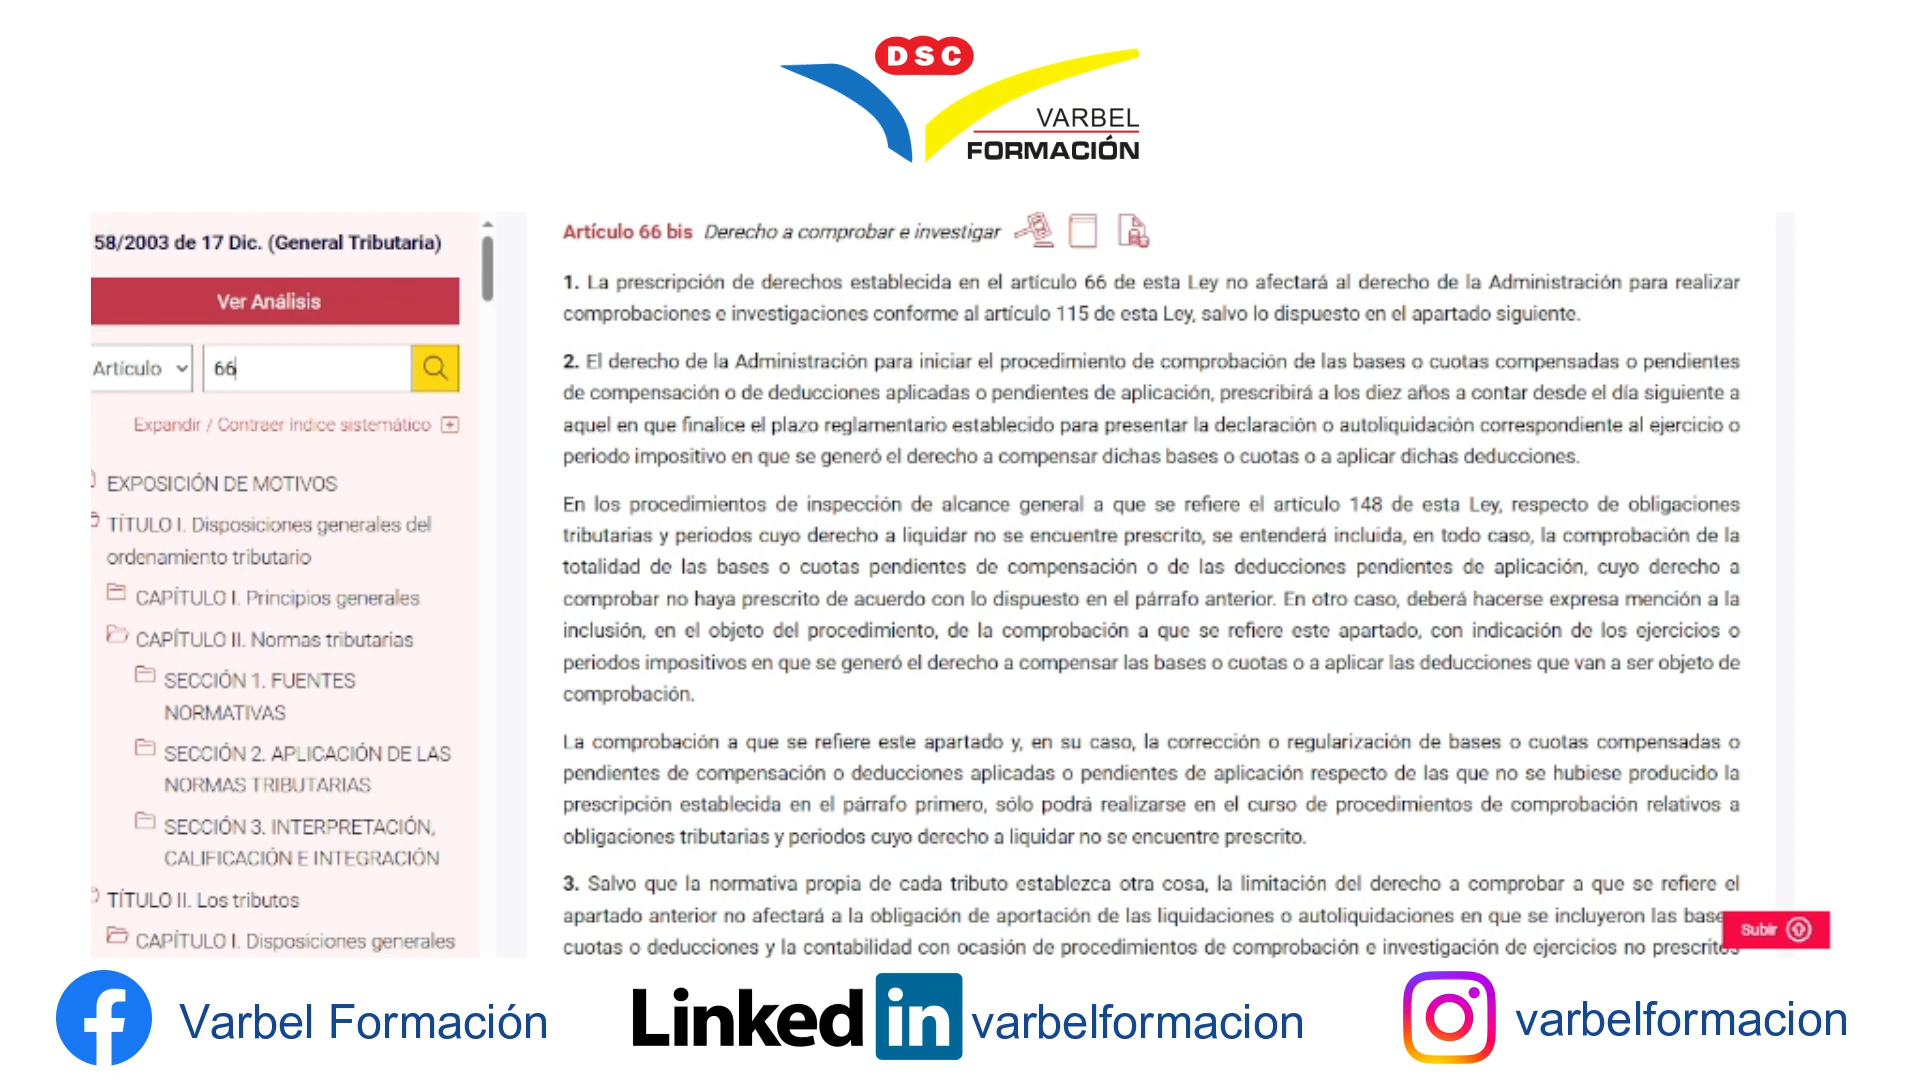 DSC
VARBEL
FORMACIÓN
58/2003 de 17 Dic. (General Tributaria)
Ver Análisis
Artículo
66
Expandir / Contraer índice sistemático
EXPOSICIÓN DE MOTIVOS
TÍTULO I. Disposiciones generales del
ordenamiento tributario
CAPÍTULO I. Principios generales
CAPÍTULO II. Normas tributarias
SECCIÓN 1. FUENTES
NORMATIVAS
SECCIÓN 2. APLICACIÓN DE LAS
NORMAS TRIBUTARIAS
SECCIÓN 3. INTERPRETACIÓN,
CALIFICACIÓN E INTEGRACIÓN
TÍTULO II. Los tributos
CAPÍTULO I. Disposiciones generales
Artículo 66 bis Derecho a comprobar e investigar
1. La prescripción de derechos establecida en el artículo 66 de esta Ley no afectará al derecho de la Administración para realizar
comprobaciones e investigaciones conforme al artículo 115 de esta Ley, salvo lo dispuesto en el apartado siguiente.
2. El derecho de la Administración para iniciar el procedimiento de comprobación de las bases o cuotas compensadas o pendientes
de compensación o de deducciones aplicadas o pendientes de aplicación, prescribirá a los diez años a contar desde el día siguiente a
aquel en que finalice el plazo reglamentario establecido para presentar la declaración o autoliquidación correspondiente al ejercicio o
periodo impositivo en que se generó el derecho a compensar dichas bases o cuotas o a aplicar dichas deducciones.
En los procedimientos de inspección de alcance general a que se refiere el artículo 148 de esta Ley, respecto de obligaciones
tributarias y periodos cuyo derecho a liquidar no se encuentre prescrito, se entenderá incluida, en todo caso, la comprobación de la
totalidad de las bases o cuotas pendientes de compensación o de las deducciones pendientes de aplicación, cuyo derecho a
comprobar no haya prescrito de acuerdo con lo dispuesto en el párrafo anterior. En otro caso, deberá hacerse expresa mención a la
inclusión, en el objeto del procedimiento, de la comprobación a que se refiere este apartado, con indicación de los ejercicios o
periodos impositivos en que se generó el derecho a compensar las bases o cuotas o a aplicar las deducciones que van a ser objeto de
comprobación.
La comprobación a que se refiere este apartado y, en su caso, la corrección o regularización de bases o cuotas compensadas o
pendientes de compensación o deducciones aplicadas o pendientes de aplicación respecto de las que no se hubiese producido la
prescripción establecida en el párrafo primero, sólo podrá realizarse en el curso de procedimientos de comprobación relativos a
obligaciones tributarias y periodos cuyo derecho a liquidar no se encuentre prescrito.
3. Salvo que la normativa propia de cada tributo establezca otra cosa, la limitación del derecho a comprobar a que se refiere el
apartado anterior no afectará a la obligación de aportación de las liquidaciones o autoliquidaciones en que se incluyeron las base
cuotas o deducciones y la contabilidad con ocasión de procedimientos de comprobación e investigación de ejercicios no prescritos
Subir
Varbel Formación
Linked in varbelformacion
varbelformacion